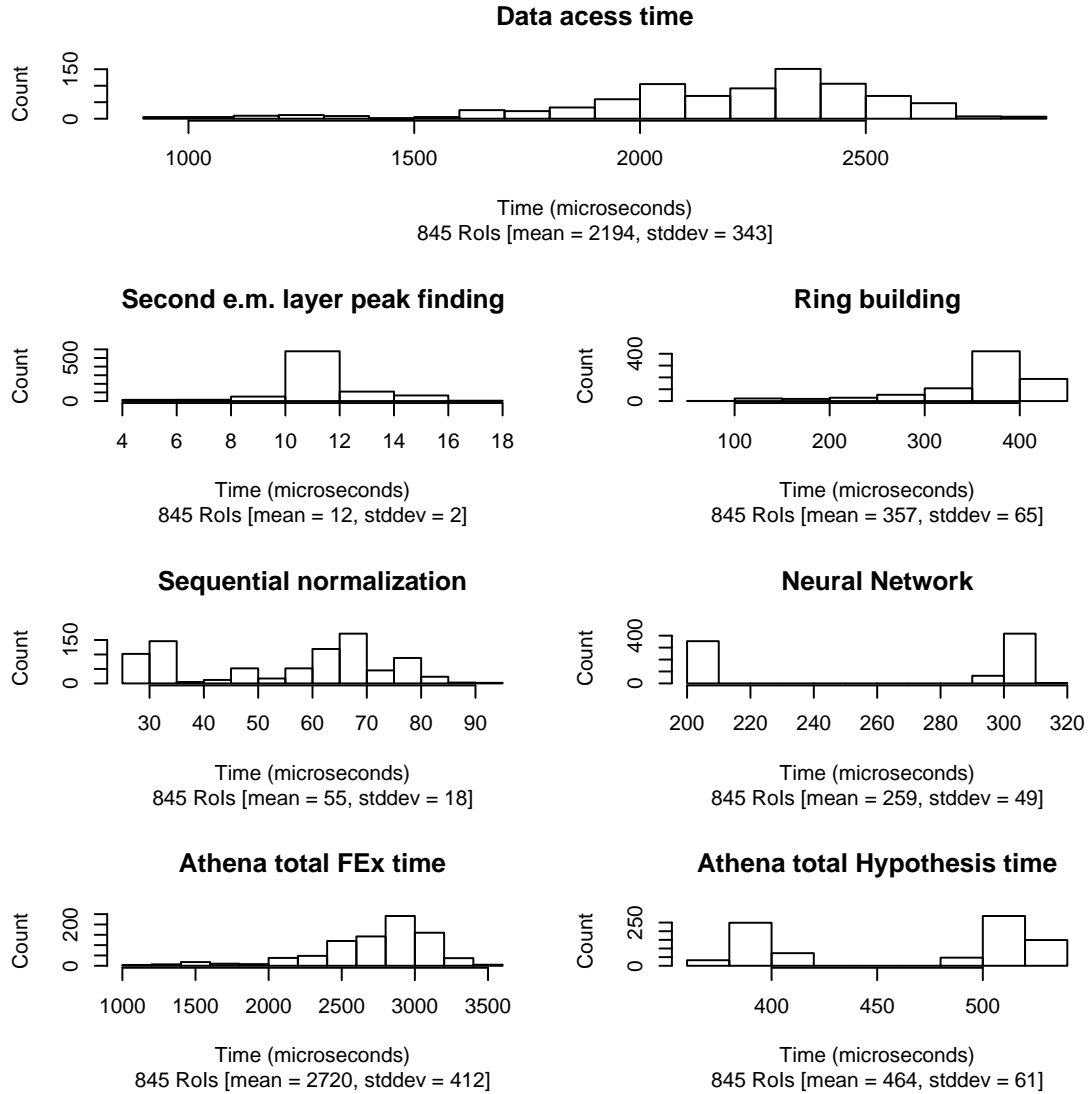 Data acess time
Count
0
150
1000 1500 2000 2500
Time (microseconds)
845 RoIs [mean = 2194, stddev = 343]
Second e.m. layer peak finding
Count
0
500
4 6 8 10 12 14 16 18
Time (microseconds)
845 RoIs [mean = 12, stddev = 2]
Ring building
Count
0
400
100 200 300 400
Time (microseconds)
845 RoIs [mean = 357, stddev = 65]
Sequential normalization
Count
0
150
30 40 50 60 70 80 90
Time (microseconds)
845 RoIs [mean = 55, stddev = 18]
Neural Network
Count
0
400
200 220 240 260 280 300 320
Time (microseconds)
845 RoIs [mean = 259, stddev = 49]
Athena total FEx time
Count
0
200
1000 1500 2000 2500 3000 3500
Time (microseconds)
845 RoIs [mean = 2720, stddev = 412]
Athena total Hypothesis time
Count
0
250
400 450 500
Time (microseconds)
845 RoIs [mean = 464, stddev = 61]